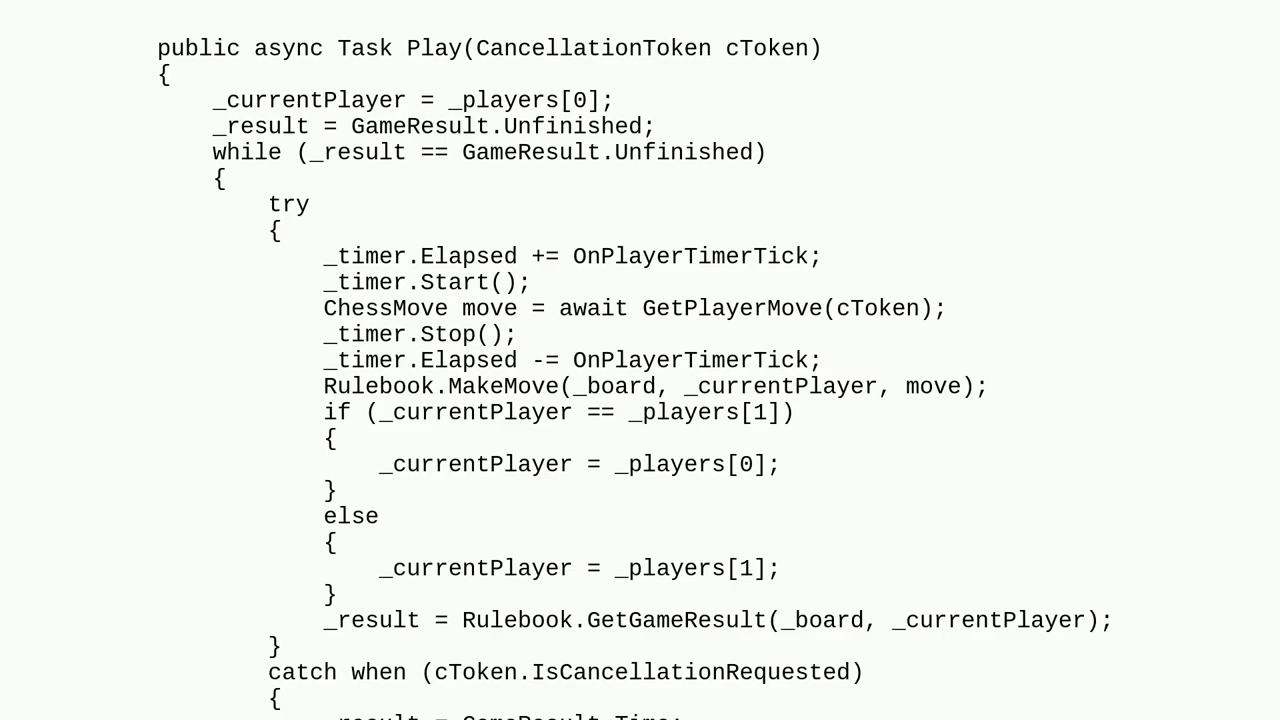 public async Task Play(CancellationToken cToken)
{
    _currentPlayer = _players[0];
    _result = GameResult.Unfinished;
    while (_result == GameResult.Unfinished)
    {
        try
        {
            _timer.Elapsed += OnPlayerTimerTick;
            _timer.Start();
            ChessMove move = await GetPlayerMove(cToken);
            _timer.Stop();
            _timer.Elapsed -= OnPlayerTimerTick;
            Rulebook.MakeMove(_board, _currentPlayer, move);
            if (_currentPlayer == _players[1])
            {
                _currentPlayer = _players[0];
            }
            else
            {
                _currentPlayer = _players[1];
            }
            _result = Rulebook.GetGameResult(_board, _currentPlayer);
        }
        catch when (cToken.IsCancellationRequested)
        {
            _result = GameResult.Time;